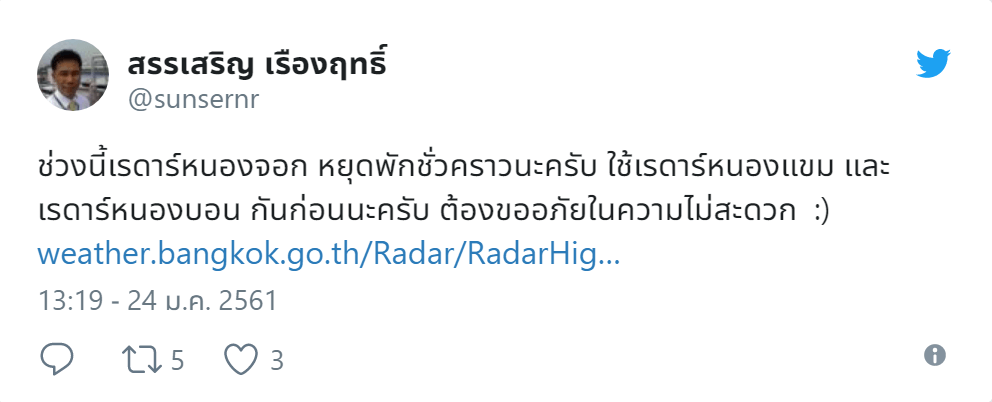 สรรเสริญ เรืองฤทธิ์
@sunsernr
ช่วงนี้เรดาร์หนองจอก หยุดพักชั่วคราวนะครับ ใช้เรดาร์หนองแขม และ
เรดาร์หนองบอน กันก่อนนะครับ ต้องขออภัยในความไม่สะดวก :)
weather.bangkok.go.th/Radar/RadarHig...
13:19 - 24 ม.ค. 2561
5 3